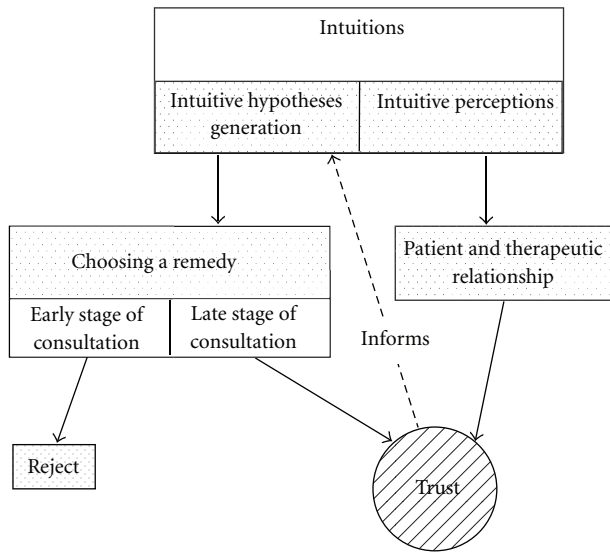 Intuitions
Intuitive hypotheses
generation
Intuitive perceptions
Choosing a remedy
Patient and therapeutic
relationship
Early stage of
consultation
Late stage of
consultation
Informs
Reject
Trust